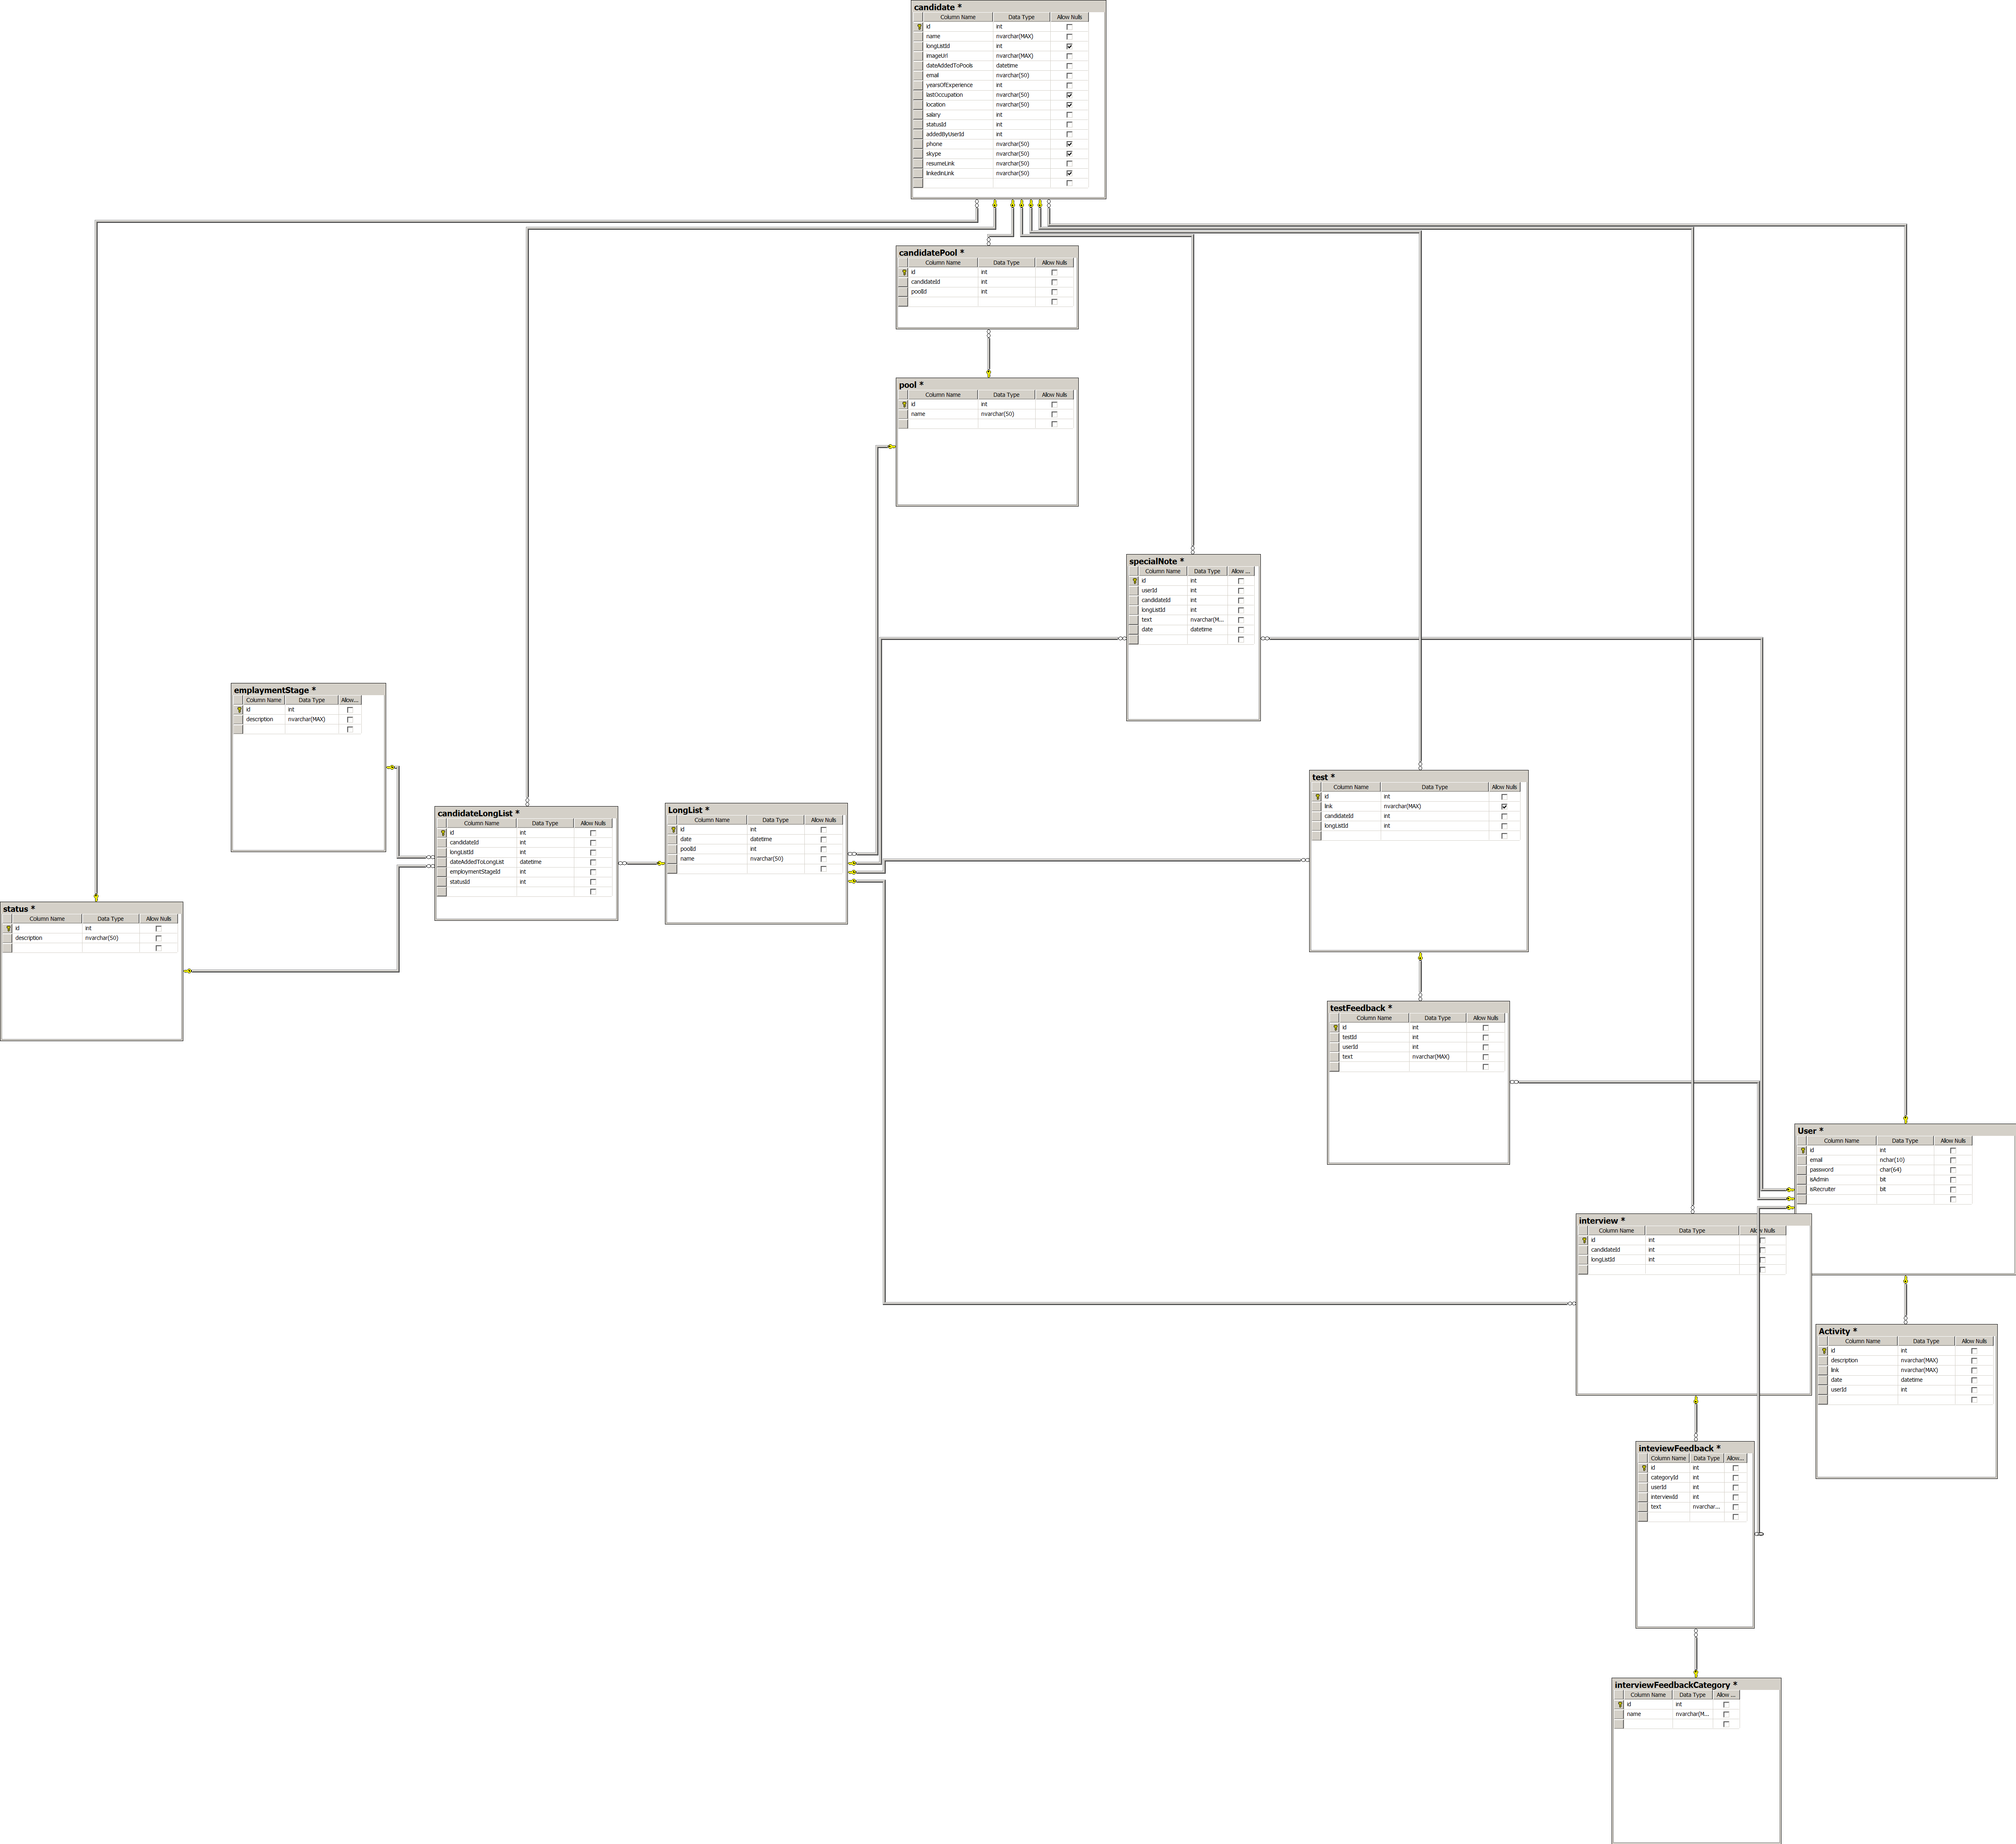 candidate *
Column Name Data Type Allow Nulls
id int
name nvarchar(MAX)
longListId int
imageUrl nvarchar(MAX)
dateAddedToPools datetime
email nvarchar(50)
yearsOfExperience int
lastOccupation nvarchar(50)
location nvarchar(50)
salary int
statusId int
addedByUserId int
phone nvarchar(50)
skype nvarchar(50)
resumeLink nvarchar(50)
linkedinLink nvarchar(50)
candidatePool *
Column Name Data Type Allow Nulls
id int
candidateId int
poolId int
pool *
Column Name Data Type Allow Nulls
id int
name nvarchar(50)
specialNote *
Column Name Data Type Allow ...
id int
userId int
candidateId int
longListId int
text nvarchar(M...
date datetime
emplaymentStage *
Column Name Data Type Allow...
id int
description nvarchar(MAX)
candidateLongList *
Column Name Data Type Allow Nulls
id int
candidateId int
longListId int
dateAddedToLongList datetime
employmentStageId int
statusId int
LongList *
Column Name Data Type Allow Nulls
id int
date datetime
poolId int
name nvarchar(50)
test *
Column Name Data Type Allow Nulls
id int
link nvarchar(MAX)
candidateId int
longListId int
status *
Column Name Data Type Allow Nulls
id int
description nvarchar(50)
testFeedback *
Column Name Data Type Allow Nulls
id int
testId int
userId int
text nvarchar(MAX)
User *
Column Name Data Type Allow Nulls
id int
email nchar(10)
password char(64)
isAdmin bit
isRecruiter bit
interview *
Column Name Data Type Allow Nulls
id int
candidateId int
longListId int
Activity *
Column Name Data Type Allow Nulls
id int
description nvarchar(MAX)
link nvarchar(MAX)
date datetime
userId int
inteviewFeedback *
Column Name Data Type Allow...
id int
categoryId int
userId int
interviewId int
text nvarchar...
interviewFeedbackCategory *
Column Name Data Type Allow ...
id int
name nvarchar(M...